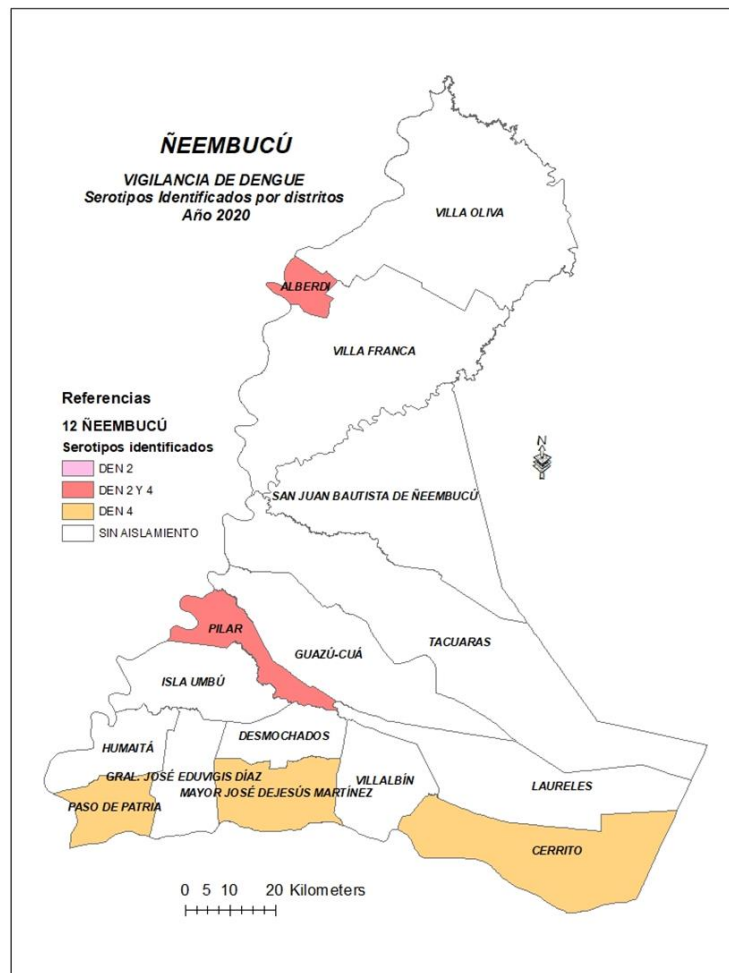 ÑEEMBUCÚ
VIGILANCIA DE DENGUE
Serotipos Identificados por distritos
Año 2020
VILLA OLIVA
ALBERDI
VILLA FRANCA
Referencias
12 ÑEEMBUCÚ
Serotipos identificados
DEN 2
DEN 2 Y 4
DEN 4
SIN AISLAMIENTO
N
SAN JUAN BAUTISTA DE ÑEEMBUCÚ
PILAR
TACUARAS
GUAZÚ-CUÁ
ISLA UMBÚ
DESMOCHADOS
HUMAITÁ
GRAL. JOSÉ EDUVIGIS DÍAZ
VILLALBÍN
LAURELES
MAYOR JOSÉ DEJESÚS MARTÍNEZ
PASO DE PATRIA
CERRITO
0 5 10 20 Kilometers